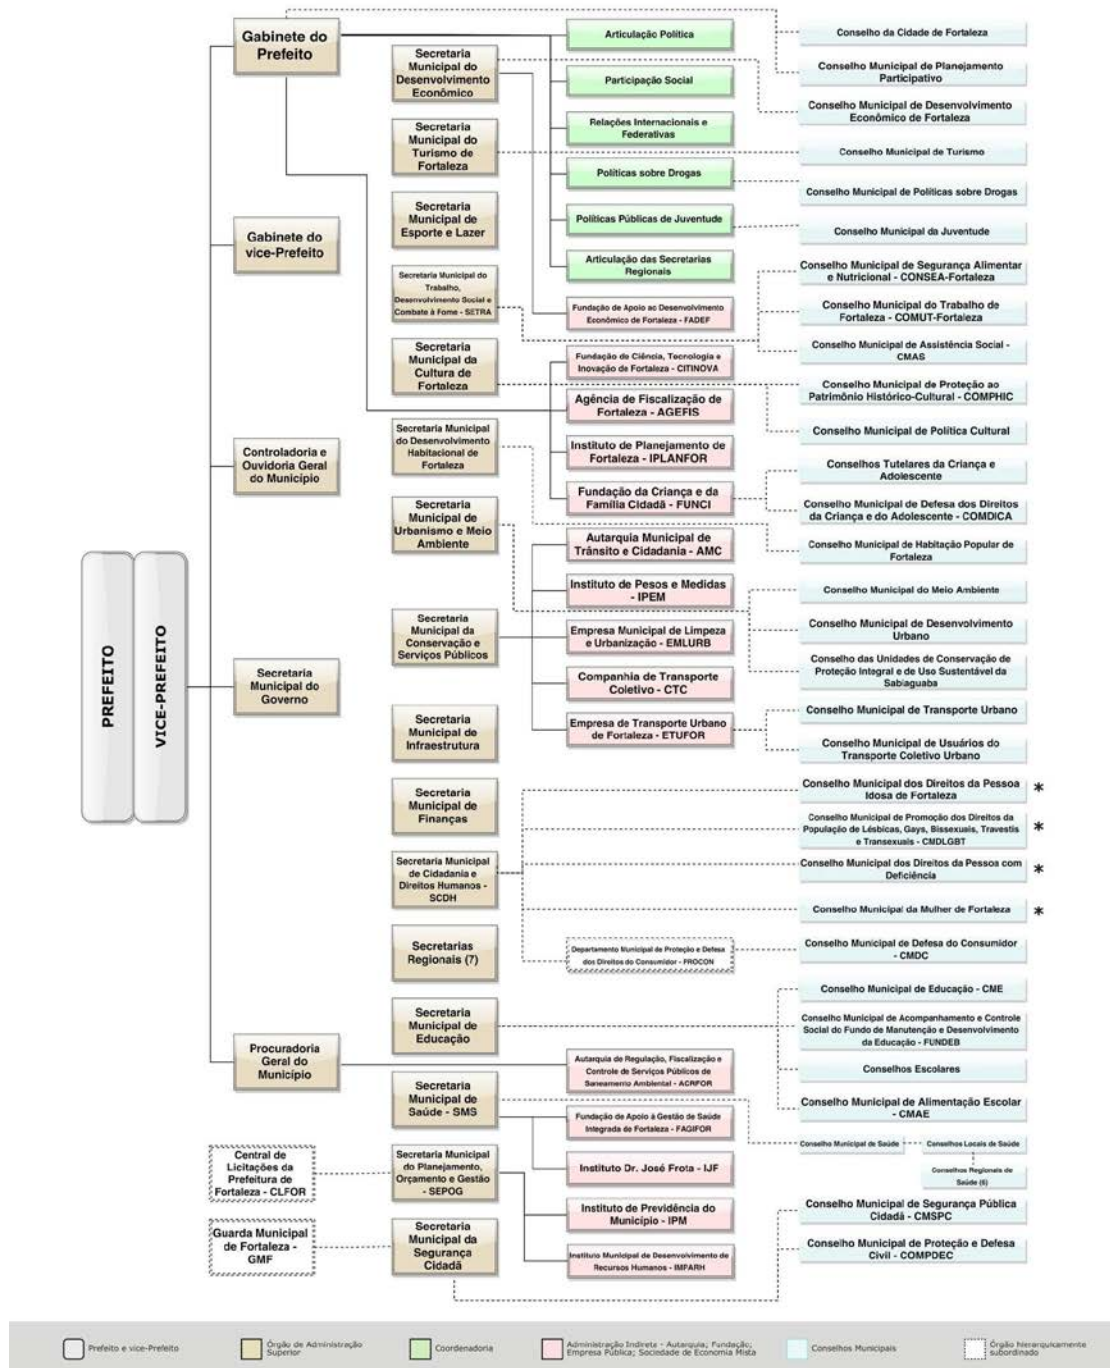 Gabinete do
Prefeito
Gabinete do
vice-Prefeito
Controladoria e
Ouvidoria Geral
do Município
PREFEITO
VICE-PREFEITO
Secretaria
Municipal do
Governo
Procuradoria
Geral do
Município
Central de
Licitações da
Prefeitura de
Fortaleza - CLFOR
Guarda Municipal
de Fortaleza -
GMF
Secretaria
Municipal do
Desenvolvimento
Econômico
Secretaria
Municipal do
Turismo de
Fortaleza
Secretaria
Municipal de
Esporte e Lazer
Secretaria Municipal do
Trabalho,
Desenvolvimento Social e
Combate à Fome - SETRA
Secretaria
Municipal da
Cultura de
Fortaleza
Secretaria Municipal
do Desenvolvimento
Habitacional de
Fortaleza
Secretaria
Municipal de
Urbanismo e Meio
Ambiente
Secretaria
Municipal da
Conservação e
Serviços Públicos
Secretaria
Municipal de
Infraestrutura
Secretaria
Municipal de
Finanças
Secretaria Municipal
de Cidadania e
Direitos Humanos -
SCDH
Secretarias
Regionais (7)
Secretaria
Municipal de
Educação
Secretaria
Municipal de
Saúde - SMS
Secretaria Municipal
do Planejamento,
Orçamento e Gestão
- SEPOG
Secretaria
Municipal da
Segurança
Cidadã
Articulação Política
Participação Social
Relações Internacionais e
Federativas
Políticas sobre Drogas
Políticas Públicas de Juventude
Articulação das Secretarias
Regionais
Fundação de Apoio ao Desenvolvimento
Econômico de Fortaleza - FADEF
Fundação de Ciência, Tecnologia e
Inovação de Fortaleza - CITINOVA
Agência de Fiscalização de
Fortaleza - AGEFIS
Instituto de Planejamento de
Fortaleza - IPLANFOR
Fundação da Criança e da
Família Cidadã - FUNCI
Autarquia Municipal de
Trânsito e Cidadania - AMC
Instituto de Pesos e Medidas
- IPEM
Empresa Municipal de Limpeza
e Urbanização - EMLURB
Companhia de Transporte
Coletivo - CTC
Empresa de Transporte Urbano
de Fortaleza - ETUFOR
Departamento Municipal de Proteção e Defesa
dos Direitos do Consumidor - PROCON
Autarquia de Regulação, Fiscalização e
Controle de Serviços Públicos de
Saneamento Ambiental - ACRFOR
Fundação de Apoio à Gestão de Saúde
Integrada de Fortaleza - FAGIFOR
Instituto Dr. José Frota - IJF
Instituto de Previdência do
Município - IPM
Instituto Municipal de Desenvolvimento de
Recursos Humanos - IMPARH
Conselho da Cidade de Fortaleza
Conselho Municipal de Planejamento
Participativo
Conselho Municipal de Desenvolvimento
Econômico de Fortaleza
Conselho Municipal de Turismo
Conselho Municipal de Políticas sobre Drogas
Conselho Municipal da Juventude
Conselho Municipal de Segurança Alimentar
e Nutricional - CONSEA-Fortaleza
Conselho Municipal do Trabalho de
Fortaleza - COMUT-Fortaleza
Conselho Municipal de Assistência Social -
CMAS
Conselho Municipal de Proteção ao
Patrimônio Histórico-Cultural - COMPHIC
Conselho Municipal de Política Cultural
Conselhos Tutelares da Criança e
Adolescente
Conselho Municipal de Defesa dos Direitos
da Criança e do Adolescente - COMDICA
Conselho Municipal de Habitação Popular de
Fortaleza
Conselho Municipal do Meio Ambiente
Conselho Municipal de Desenvolvimento
Urbano
Conselho das Unidades de Conservação de
Proteção Integral e de Uso Sustentável da
Sabiaguaba
Conselho Municipal de Transporte Urbano
Conselho Municipal de Usuários do
Transporte Coletivo Urbano
Conselho Municipal dos Direitos da Pessoa
Idosa de Fortaleza
*
Conselho Municipal de Promoção dos Direitos da
População de Lésbicas, Gays, Bissexuais, Travestis
e Transexuais - CMDLGBT
*
Conselho Municipal dos Direitos da Pessoa com
Deficiência
*
Conselho Municipal da Mulher de Fortaleza
*
Conselho Municipal de Defesa do Consumidor
- CMDC
Conselho Municipal de Educação - CME
Conselho Municipal de Acompanhamento e Controle
Social do Fundo de Manutenção e Desenvolvimento
da Educação - FUNDEB
Conselhos Escolares
Conselho Municipal de Alimentação Escolar
- CMAE
Conselho Municipal de Saúde
Conselhos Locais de Saúde
Conselhos Regionais de
Saúde (6)
Conselho Municipal de Segurança Pública
Cidadã - CMSPC
Conselho Municipal de Proteção e Defesa
Civil - COMPDEC
Prefeito e vice-Prefeito
Órgão de Administração
Superior
Coordenadoria
Administração Indireta - Autarquia; Fundação;
Empresa Pública; Sociedade de Economia Mista
Conselhos Municipais
Órgão hierarquicamente
subordinado